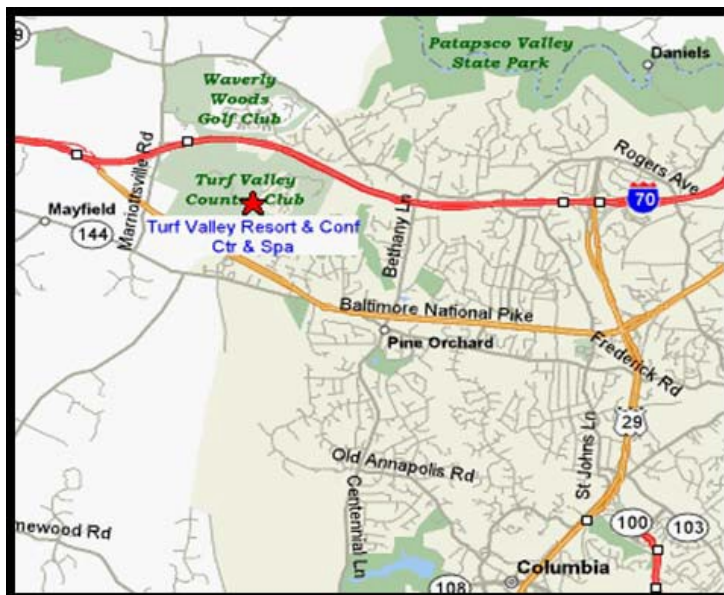 Patapsco Valley
State Park
Daniels
Waverly
Woods
Golf Club
Rogers Ave
Marriottsville Rd
Turf Valley
Country Club
70
Mayfield
144
Turf Valley Resort & Conf
Ctr & Spa
Bethany Ln
Baltimore National Pike
Pine Orchard
Frederick Rd
29
St Johns Ln
Old Annapolis Rd
Centennial Ln
100
103
Columbia
108